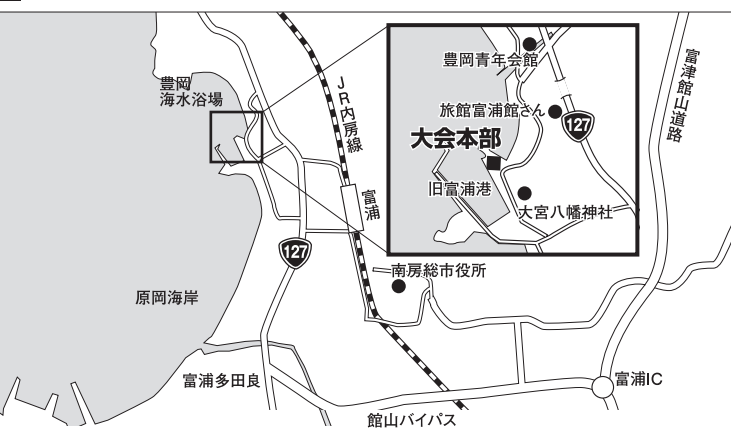 豊岡
海水浴場
JR内房線
富浦
127
原岡海岸
富浦多田良
館山バイパス
南房総市役所
富浦IC
富津館山道路
豊岡青年会館
旅館富浦館さん
127
大会本部
旧富浦港
大宮八幡神社